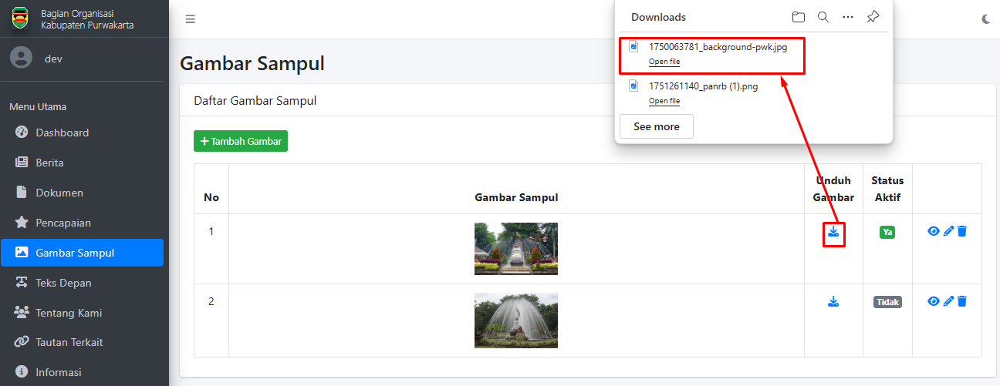 Bagian Organisasi
Kabupaten Purwakarta
dev
Menu Utama
Dashboard
Berita
Dokumen
Pencapaian
Gambar Sampul
Teks Depan
Tentang Kami
Tautan Terkait
Informasi
Downloads
1750063781_background-pwk.jpg
Open file
1751261140_panrb (1).png
Open file
See more
Gambar Sampul
Daftar Gambar Sampul
Tambah Gambar
No
Gambar Sampul
Unduh
Gambar
Status
Aktif
1
Ya
2
Tidak